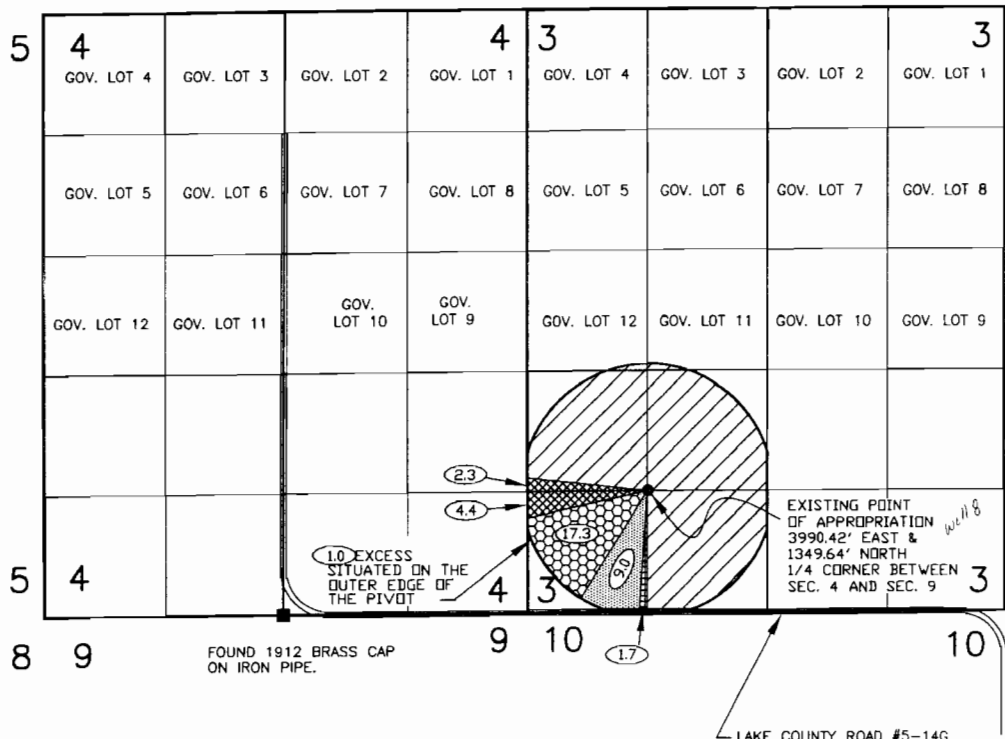 5 4 4 3 3
GOV. LOT 4 GOV. LOT 3 GOV. LOT 2 GOV. LOT 1 GOV. LOT 4 GOV. LOT 3 GOV. LOT 2 GOV. LOT 1
GOV. LOT 5 GOV. LOT 6 GOV. LOT 7 GOV. LOT 8 GOV. LOT 5 GOV. LOT 6 GOV. LOT 7 GOV. LOT 8
GOV. LOT 12 GOV. LOT 11
GOV.
LOT 10
GOV.
LOT 9
GOV. LOT 12 GOV. LOT 11 GOV. LOT 10 GOV. LOT 9
2.3
4.4
17.3
9.0
1.0 EXCESS
SITUATED ON THE
OUTER EDGE OF
THE PIVOT
EXISTING POINT
OF APPROPRIATION
3990.42' EAST &
1349.64' NORTH
1/4 CORNER BETWEEN
SEC. 4 AND SEC. 9
well 8
5 4 4 3 3
8 9 9 10 10
1.7
FOUND 1912 BRASS CAP
ON IRON PIPE.
LAKE COUNTY ROAD #5-14G